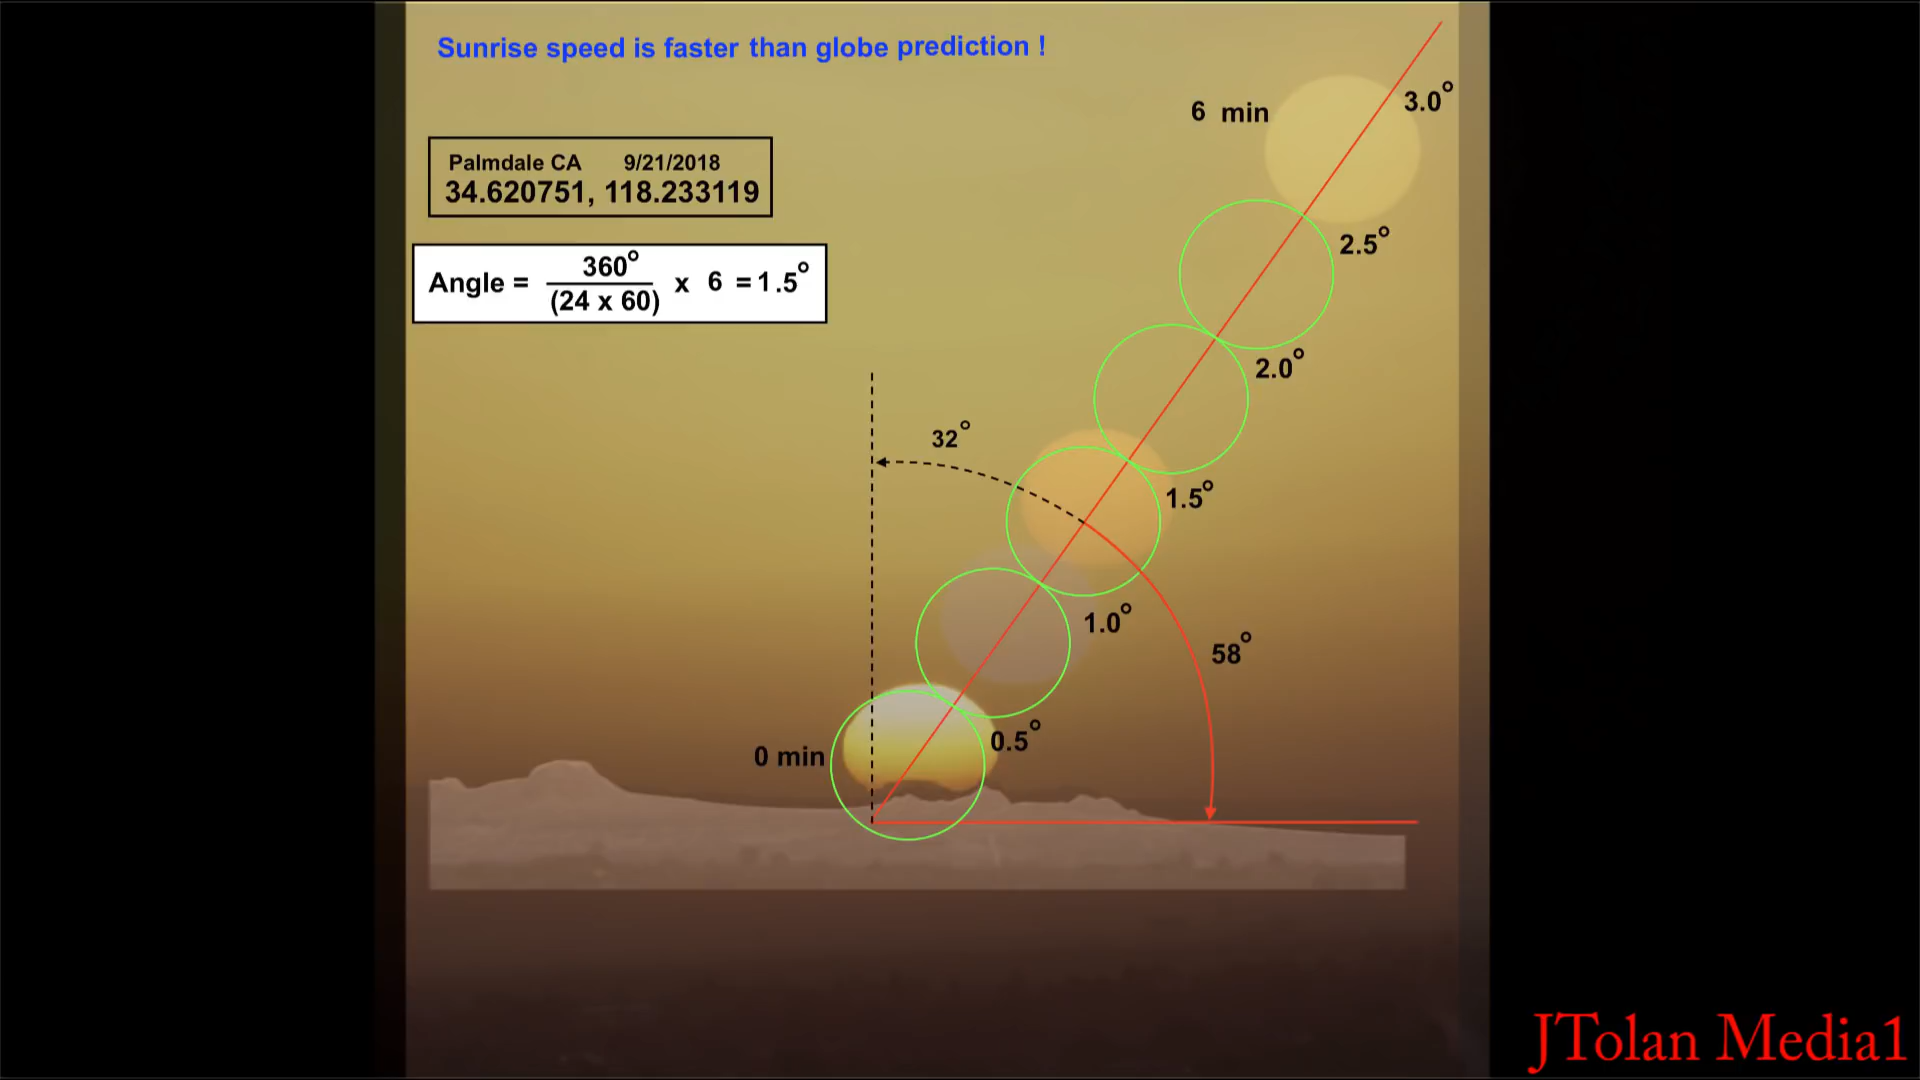 Sunrise speed is faster than globe prediction !
6 min
3.0°
Palmdale CA 9/21/2018
34.620751, 118.233119
2.5°
Angle = 360° / (24 x 60) x 6 = 1.5°
2.0°
32°
1.5°
1.0°
58°
0.5°
0 min
JTolan Media1